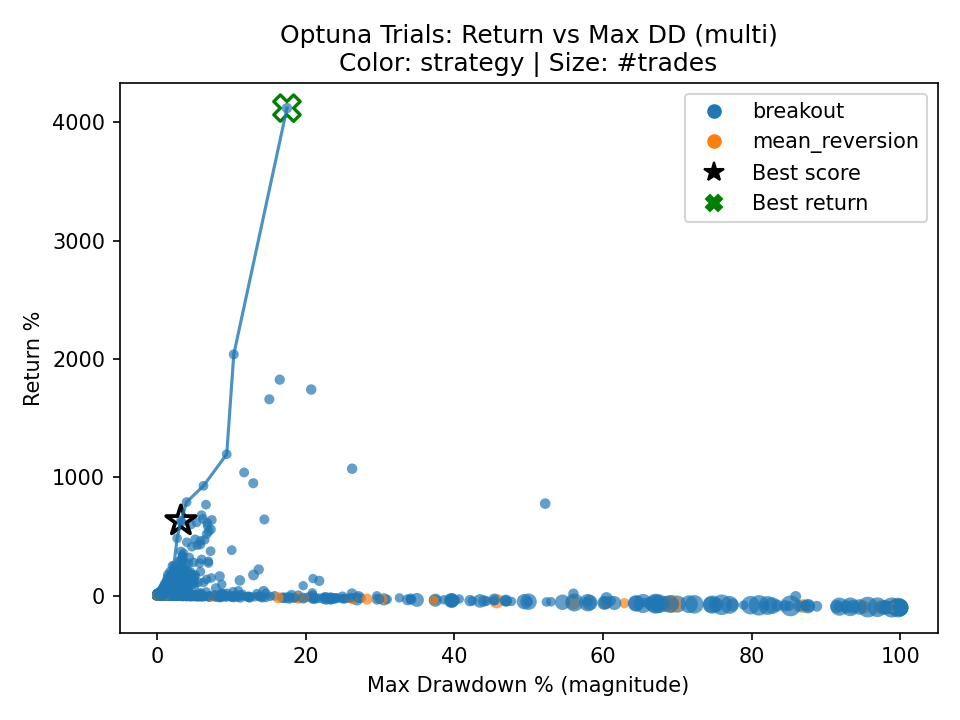 Optuna Trials: Return vs Max DD (multi)
Color: strategy | Size: #trades
4000
3000
2000
1000
0
Return %
breakout
mean_reversion
Best score
Best return
0
20
40
60
80
100
Max Drawdown % (magnitude)